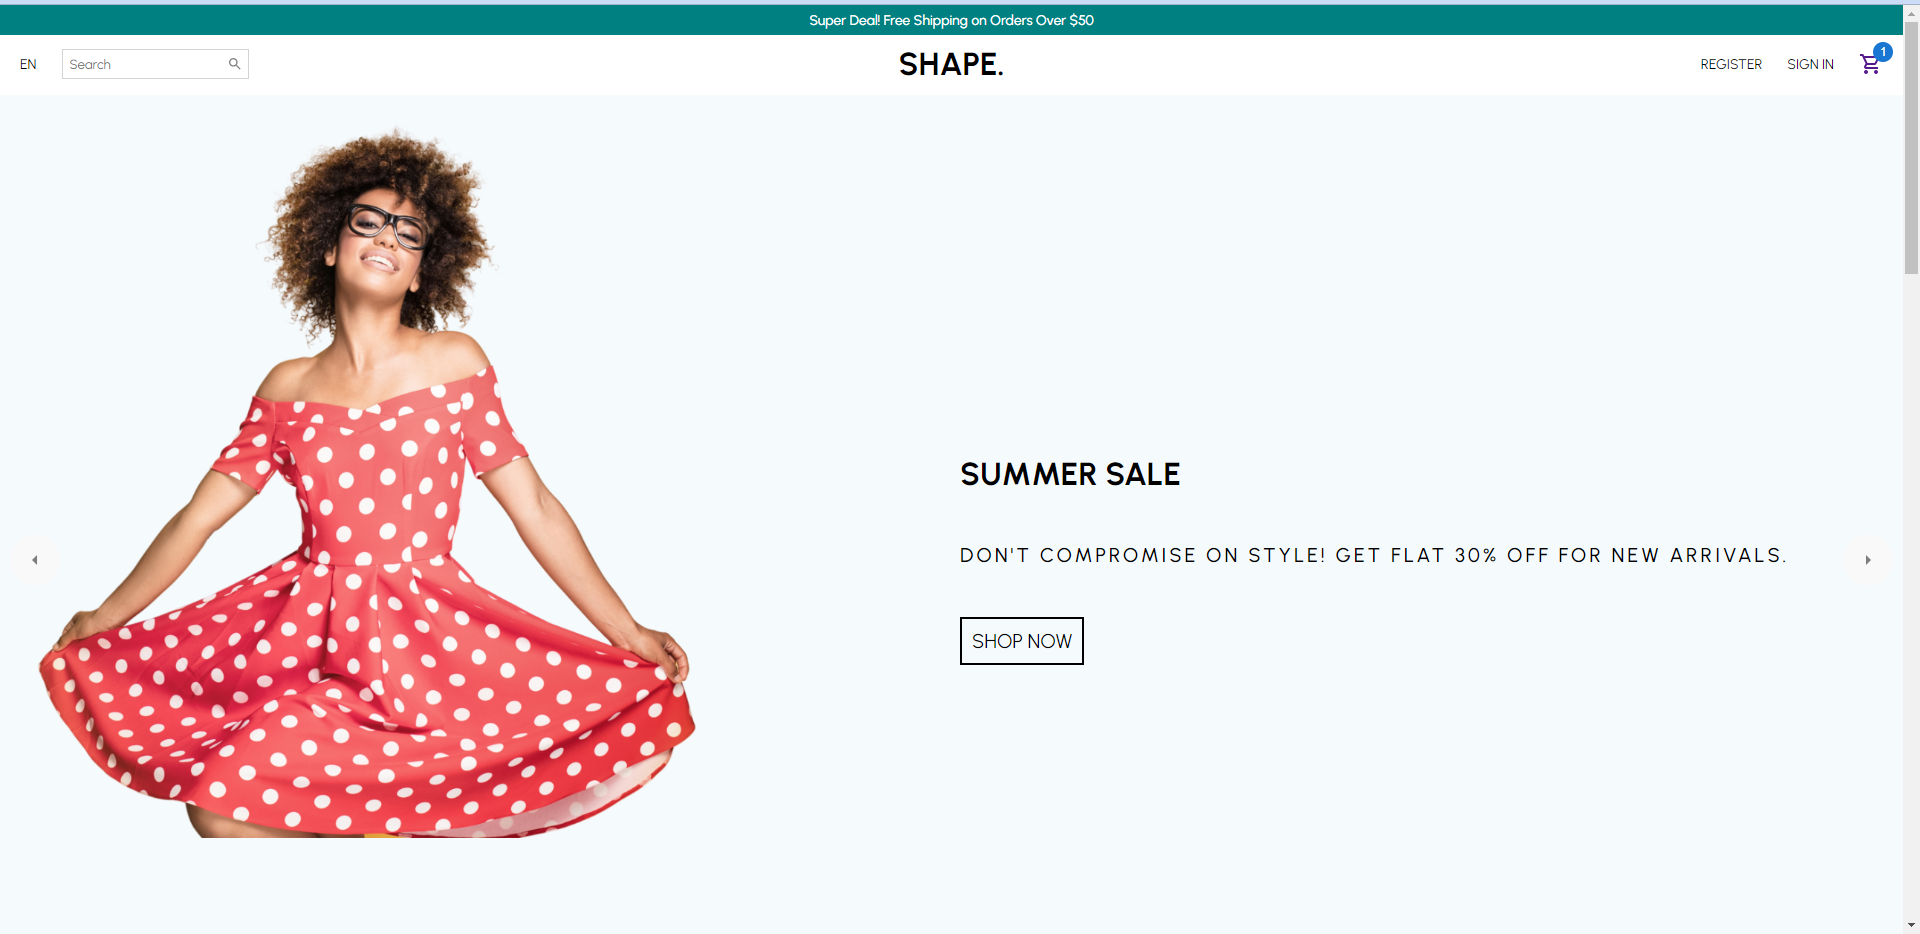 Super Deal! Free Shipping on Orders Over $50
EN
Search
SHAPE.
REGISTER
SIGN IN
1
SUMMER SALE
DON'T COMPROMISE ON STYLE! GET FLAT 30% OFF FOR NEW ARRIVALS.
SHOP NOW